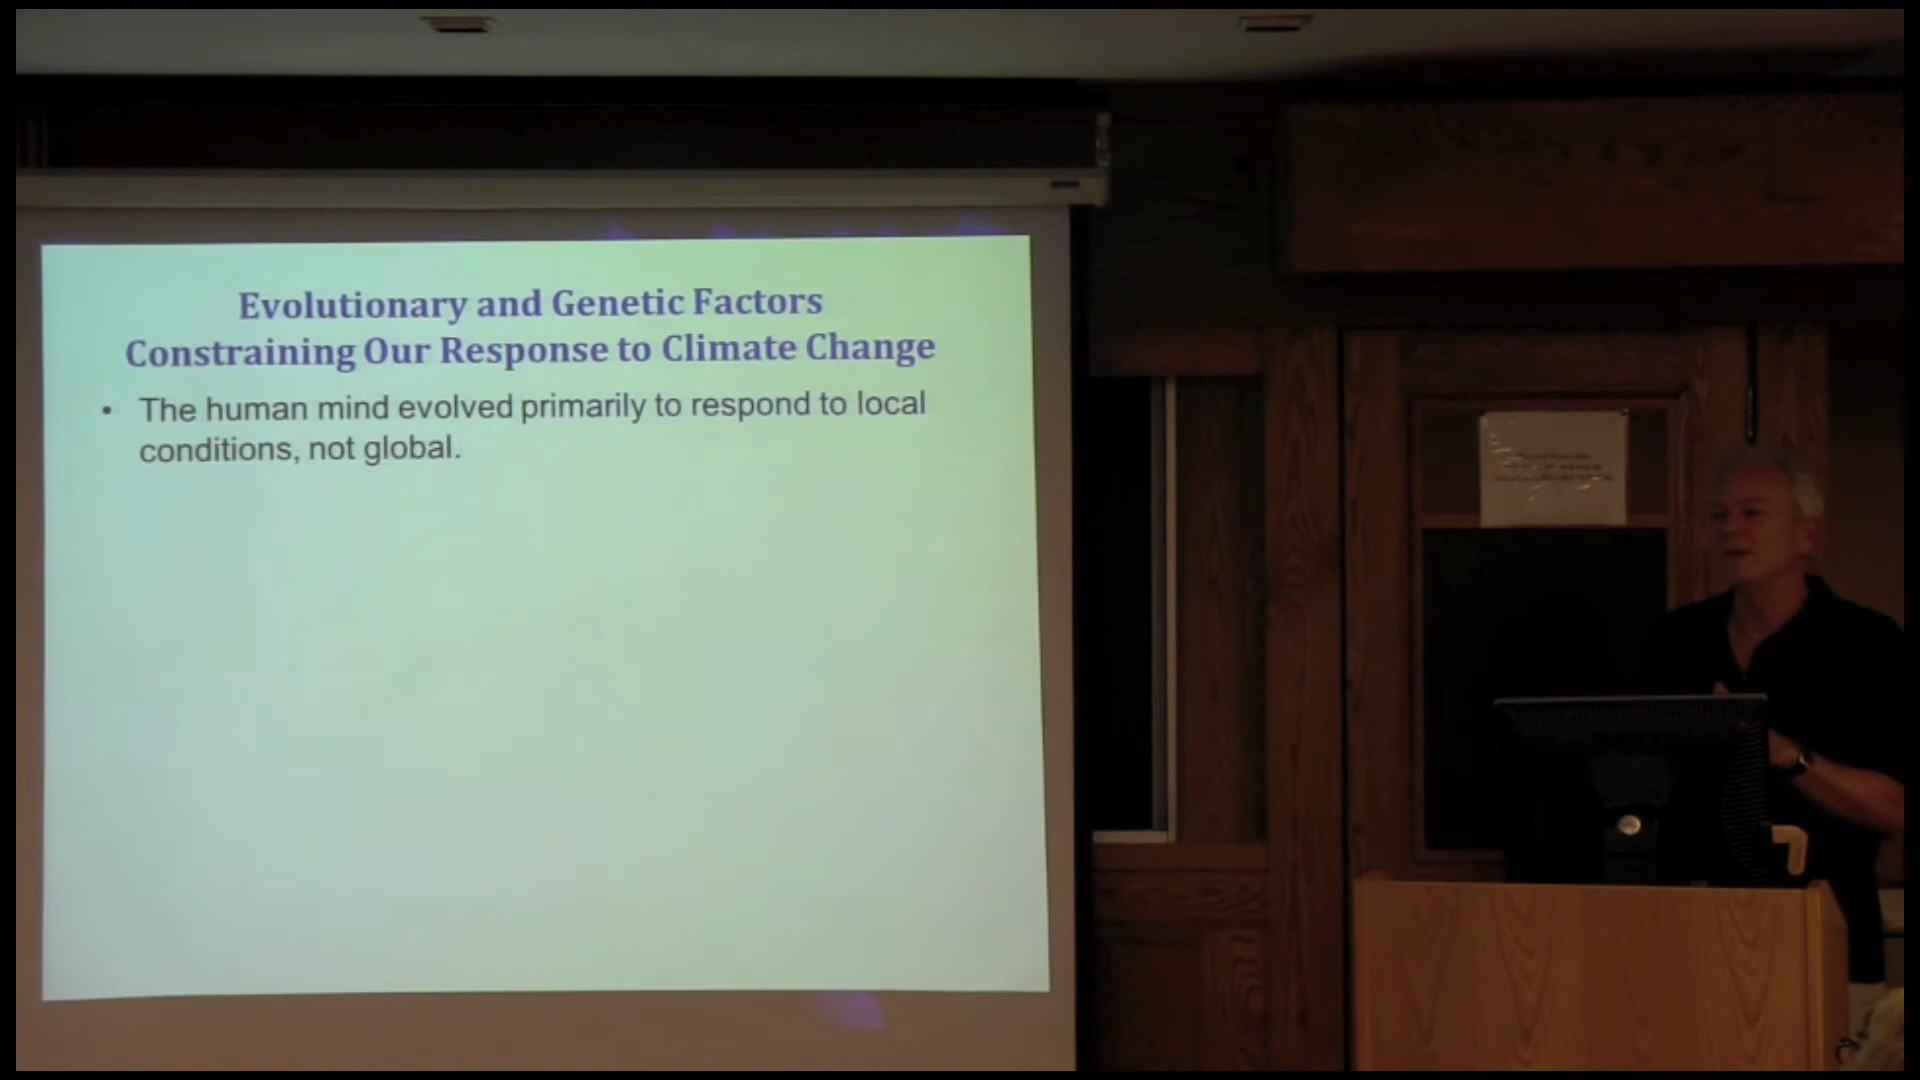 Evolutionary and Genetic Factors
Constraining Our Response to Climate Change
• The human mind evolved primarily to respond to local
conditions, not global.